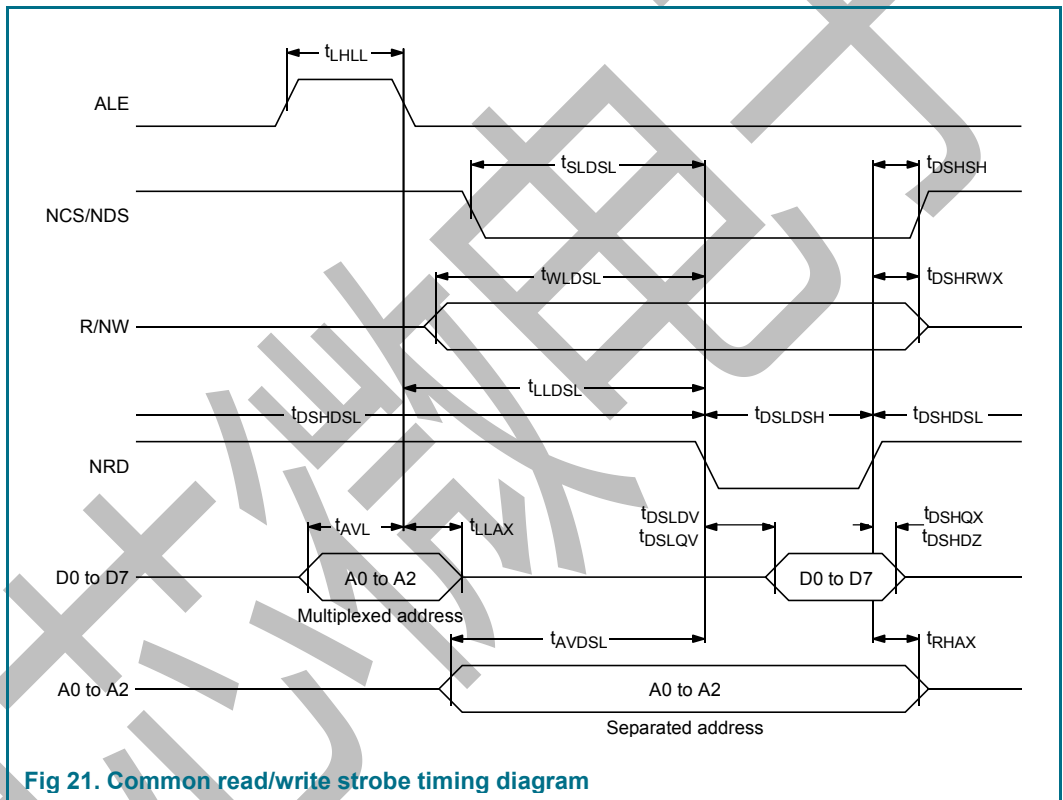 tLHLL
ALE
tSLDSL
tDSHSH
NCS/NDS
tWLDSL
tDSHRWX
R/NW
tLLDSL
tDSHDSL
tDSLDSH
tDSHDSL
NRD
tAVL
tLLAX
tDSLDV
tDSLQV
tDSHQX
tDSHDZ
D0 to D7
A0 to A2
D0 to D7
Multiplexed address
tAVDSL
tRHAX
A0 to A2
A0 to A2
Separated address
Fig 21. Common read/write strobe timing diagram